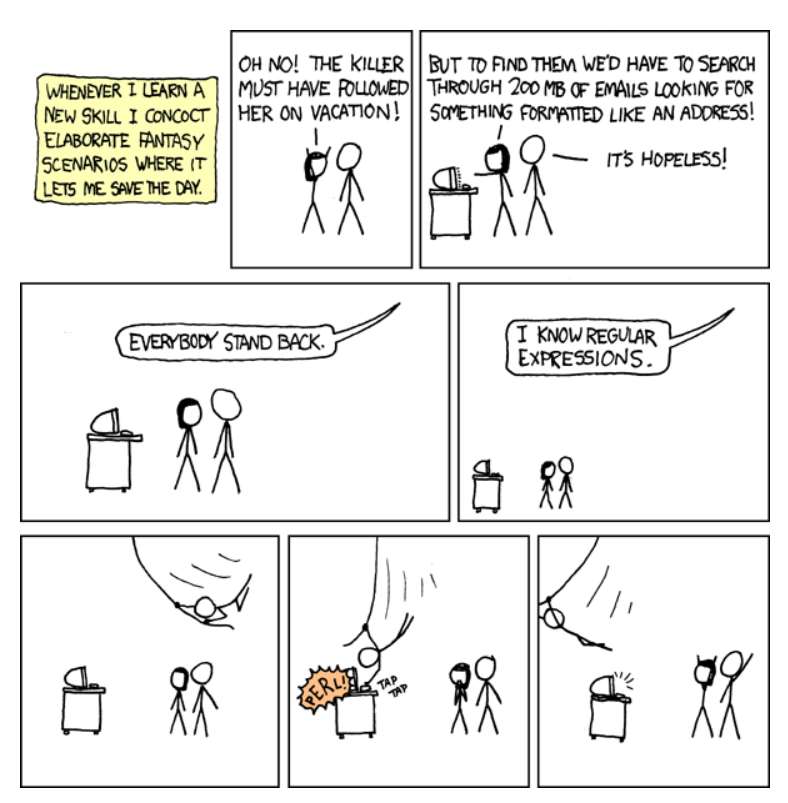 WHENEVER I LEARN A
NEW SKILL I CONCOCT
ELABORATE FANTASY
SCENARIOS WHERE IT
LETS ME SAVE THE DAY.
OH NO! THE KILLER
MUST HAVE FOLLOWED
HER ON VACATION!
BUT TO FIND THEM WE'D HAVE TO SEARCH
THROUGH 200 MB OF EMAILS LOOKING FOR
SOMETHING FORMATTED LIKE AN ADDRESS!
IT'S HOPELESS!
EVERYBODY STAND BACK.
I KNOW REGULAR
EXPRESSIONS.
PERL!
TAP
TAP